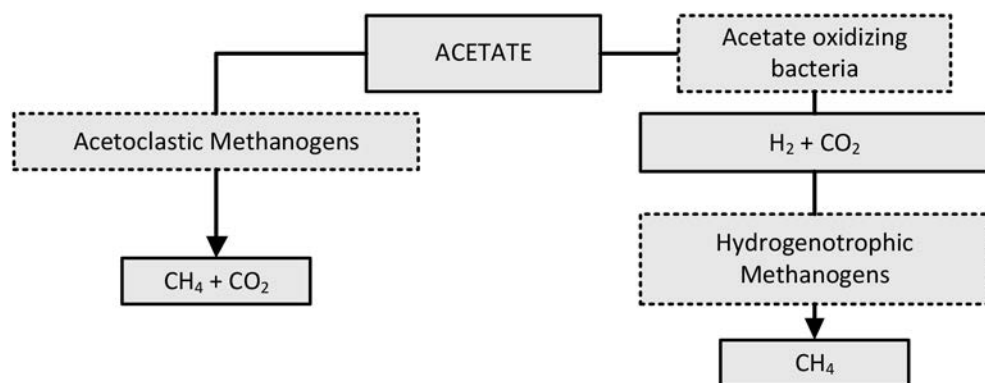 ACETATE
Acetate oxidizing
bacteria
Acetoclastic Methanogens
H₂ + CO₂
CH₄ + CO₂
Hydrogenotrophic
Methanogens
CH₄